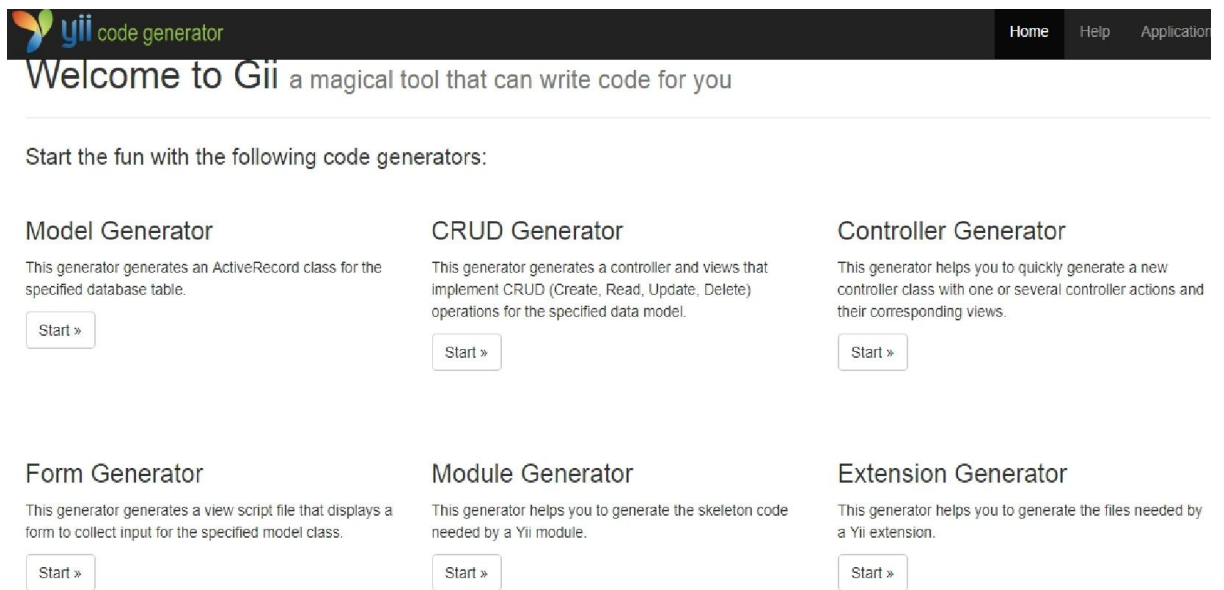 yii code generator
Home Help Application
Welcome to Gii a magical tool that can write code for you
Start the fun with the following code generators:
Model Generator
This generator generates an ActiveRecord class for the
specified database table.
Start »
CRUD Generator
This generator generates a controller and views that
implement CRUD (Create, Read, Update, Delete)
operations for the specified data model.
Start »
Controller Generator
This generator helps you to quickly generate a new
controller class with one or several controller actions and
their corresponding views.
Start »
Form Generator
This generator generates a view script file that displays a
form to collect input for the specified model class.
Start »
Module Generator
This generator helps you to generate the skeleton code
needed by a Yii module.
Start »
Extension Generator
This generator helps you to generate the files needed by
a Yii extension.
Start »